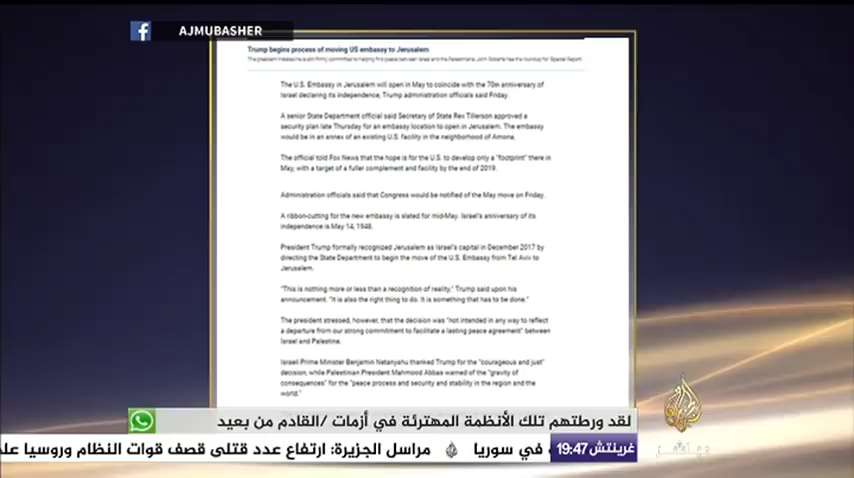 AJMUBASHER
Trump begins process of moving US embassy to Jerusalem
The U.S. Embassy in Jerusalem will open in May to coincide with the 70th anniversary of
Israel declaring its independence, Trump administration officials said Friday.
A senior State Department official said Secretary of State Rex Tillerson approved a
security plan late Thursday for an embassy location to open in Jerusalem. The embassy
would be in an annex of an existing U.S. facility in the neighborhood of Arnona.
The official told Fox News that the hope is for the U.S. to develop only a "footprint" there in
May, with a target of a fuller complement and facility by the end of 2019.
Administration officials said that Congress would be notified of the May move on Friday.
A ribbon-cutting for the new embassy is slated for mid-May. Israel's anniversary of its
independence is May 14, 1948.
President Trump formally recognized Jerusalem as Israel's capital in December 2017 by
directing the State Department to begin the move of the U.S. Embassy from Tel Aviv to
Jerusalem.
"This is nothing more or less than a recognition of reality," Trump said upon his
announcement. "It is also the right thing to do. It is something that has to be done."
The president stressed, however, that the decision was "not intended in any way to reflect
a departure from our strong commitment to facilitate a lasting peace agreement" between
Israel and Palestine.
Israeli Prime Minister Benjamin Netanyahu thanked Trump for the "courageous and just"
decision, while Palestinian President Mahmood Abbas warned of the "gravity of
consequences" for the "peace process and security and stability in the region and the
world."
لقد ورطتهم تلك الأنظمة المهترئة في أزمات /القادم من بعيد
غرينتش 19:47
في سوريا مراسل الجزيرة: ارتفاع عدد قتلى قصف قوات النظام وروسيا